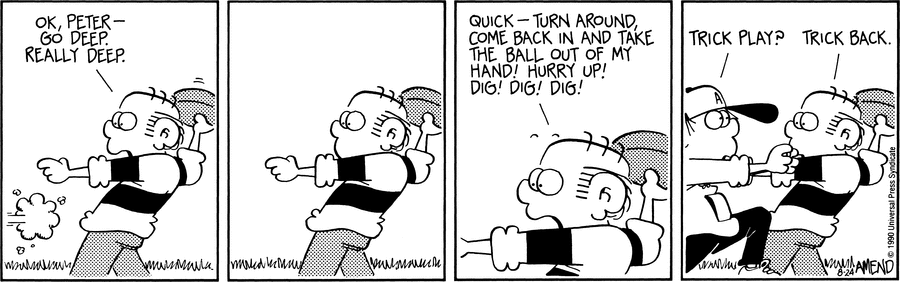 OK, PETER—
GO DEEP.
REALLY DEEP.
QUICK — TURN AROUND,
COME BACK IN AND TAKE
THE BALL OUT OF MY
HAND! HURRY UP!
DIG! DIG! DIG!
TRICK PLAY?
TRICK BACK.
A
© 1990 Universal Press Syndicate
8-24 AMEND